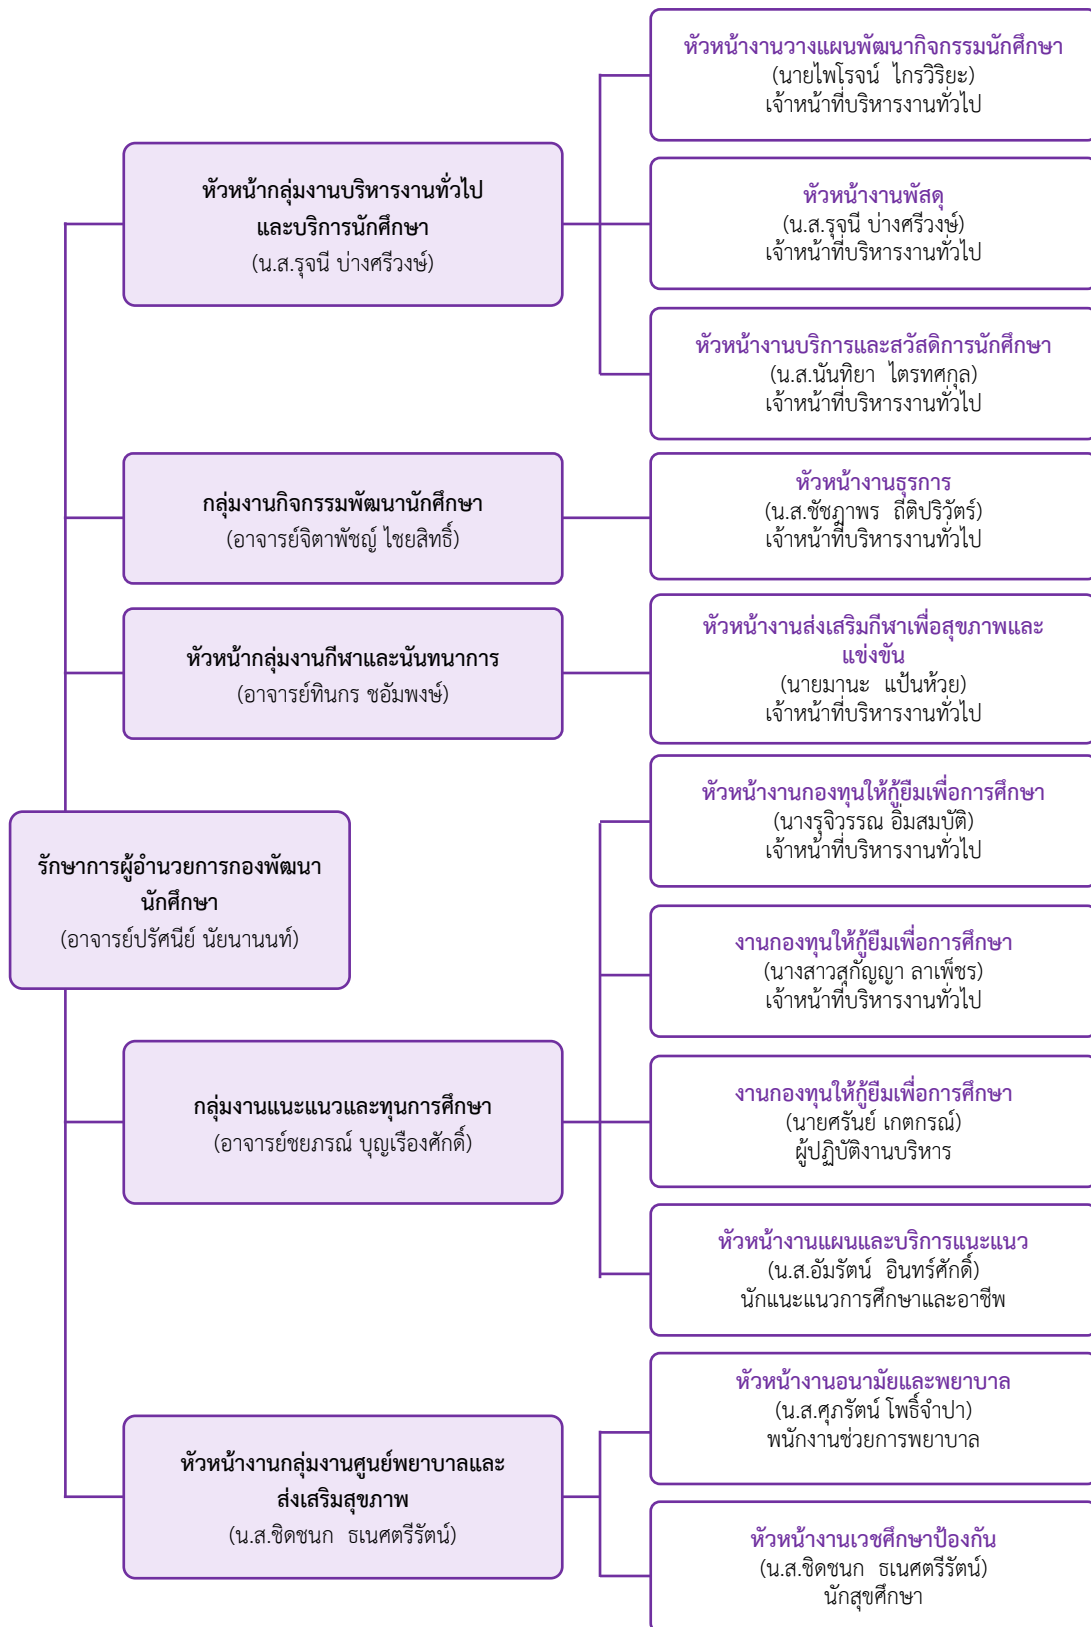 หัวหน้างานวางแผนพัฒนากิจกรรมนักศึกษา
(นายไพโรจน์ ไกรวิริยะ)
เจ้าหน้าที่บริหารงานทั่วไป
หัวหน้ากลุ่มงานบริหารงานทั่วไป
และบริการนักศึกษา
(น.ส.รุจนี บ่างศรีวงษ์)
หัวหน้างานพัสดุ
(น.ส.รุจนี บ่างศรีวงษ์)
เจ้าหน้าที่บริหารงานทั่วไป
หัวหน้างานบริการและสวัสดิการนักศึกษา
(น.ส.นันทิยา ไตรทศกุล)
เจ้าหน้าที่บริหารงานทั่วไป
กลุ่มงานกิจกรรมพัฒนานักศึกษา
(อาจารย์จิตาพัชญ์ ไชยสิทธิ์)
หัวหน้างานธุรการ
(น.ส.ชัชฎาพร ถีติปริวัตร์)
เจ้าหน้าที่บริหารงานทั่วไป
หัวหน้ากลุ่มงานกีฬาและนันทนาการ
(อาจารย์ทินกร ชอัมพงษ์)
หัวหน้างานส่งเสริมกีฬาเพื่อสุขภาพและ
แข่งขัน
(นายมานะ แป้นห้วย)
เจ้าหน้าที่บริหารงานทั่วไป
รักษาการผู้อำนวยการกองพัฒนา
นักศึกษา
(อาจารย์ปรัศนีย์ นัยนานนท์)
หัวหน้างานกองทุนให้กู้ยืมเพื่อการศึกษา
(นางรุจิวรรณ อิ่มสมบัติ)
เจ้าหน้าที่บริหารงานทั่วไป
งานกองทุนให้กู้ยืมเพื่อการศึกษา
(นางสาวสุกัญญา ลาเพ็ชร)
เจ้าหน้าที่บริหารงานทั่วไป
กลุ่มงานแนะแนวและทุนการศึกษา
(อาจารย์ชยภรณ์ บุญเรืองศักดิ์)
งานกองทุนให้กู้ยืมเพื่อการศึกษา
(นายศรันย์ เกตกรณ์)
ผู้ปฏิบัติงานบริหาร
หัวหน้างานแผนและบริการแนะแนว
(น.ส.อัมรัตน์ อินทร์ศักดิ์)
นักแนะแนวการศึกษาและอาชีพ
หัวหน้างานอนามัยและพยาบาล
(น.ส.ศุภรัตน์ โพธิ์จำปา)
พนักงานช่วยการพยาบาล
หัวหน้างานกลุ่มงานศูนย์พยาบาลและ
ส่งเสริมสุขภาพ
(น.ส.ชิดชนก ธเนศตรีรัตน์)
หัวหน้างานเวชศึกษาป้องกัน
(น.ส.ชิดชนก ธเนศตรีรัตน์)
นักสุขศึกษา